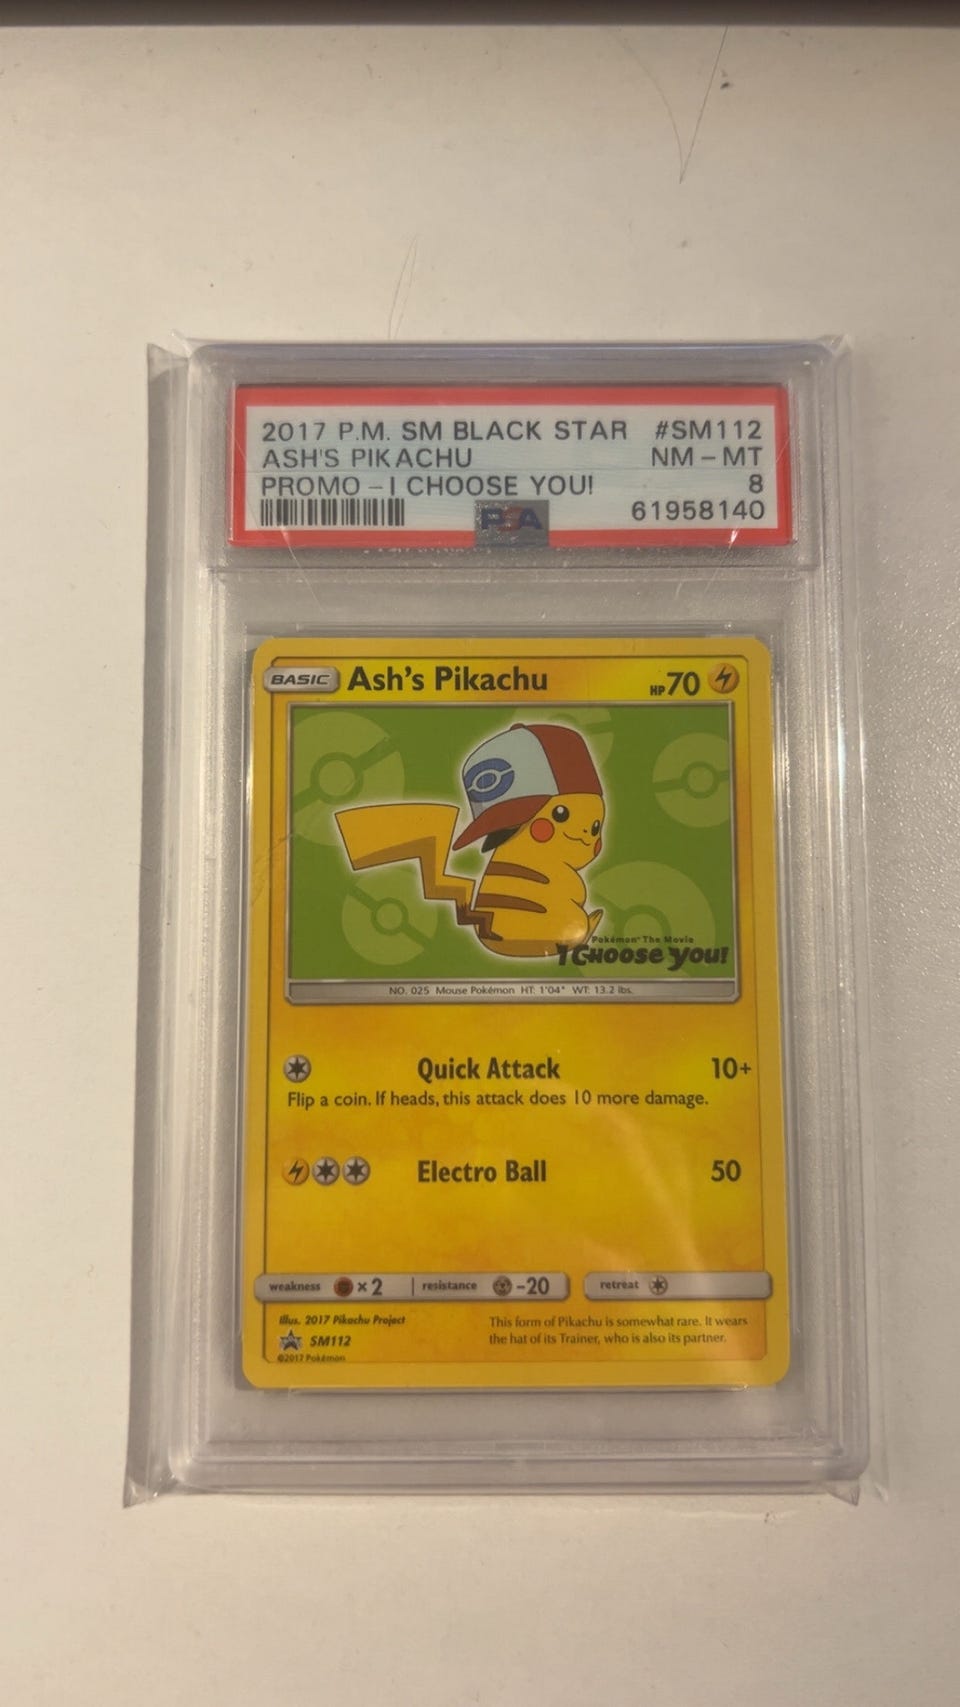 2017 P.M. SM BLACK STAR #SM112
ASH'S PIKACHU NM - MT
PROMO - I CHOOSE YOU! 8
PSA 61958140
BASIC Ash's Pikachu HP 70
Pokémon The Movie
I Choose You!
NO. 025 Mouse Pokémon HT: 1'04" WT: 13.2 lbs.
Quick Attack 10+
Flip a coin. If heads, this attack does 10 more damage.
Electro Ball 50
weakness ×2 resistance -20 retreat
Illus. 2017 Pikachu Project
SM112
©2017 Pokémon
This form of Pikachu is somewhat rare. It wears
the hat of its Trainer, who is also its partner.